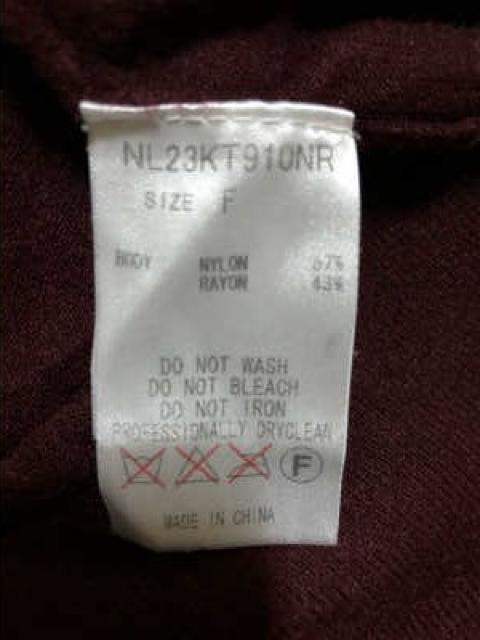 NL23KT910NR
SIZE F
BODY NYLON 57%
RAYON 43%
DO NOT WASH
DO NOT BLEACH
DO NOT IRON
PROFESSIONALLY DRYCLEAN
F
MADE IN CHINA